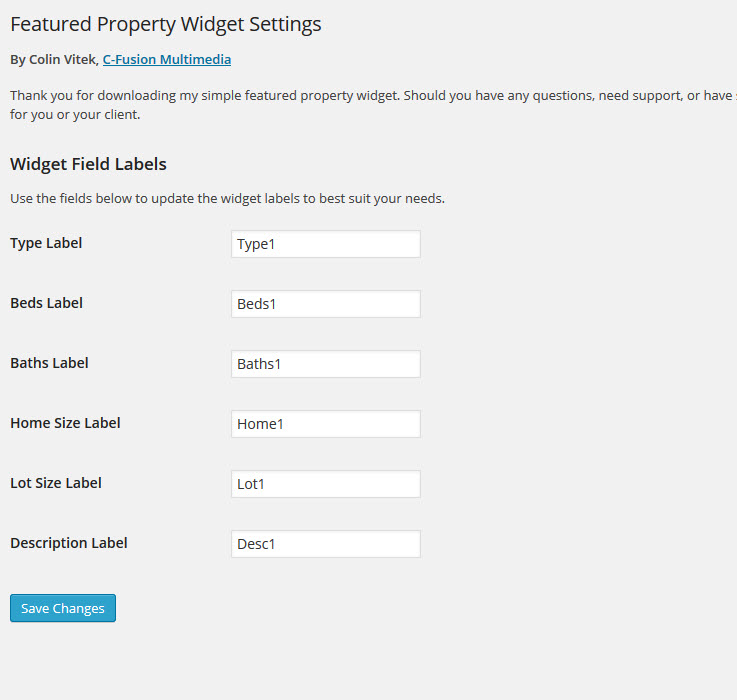 Featured Property Widget Settings
By Colin Vitek, C-Fusion Multimedia
Thank you for downloading my simple featured property widget. Should you have any questions, need support, or have
for you or your client.
Widget Field Labels
Use the fields below to update the widget labels to best suit your needs.
Type Label Type1
Beds Label Beds1
Baths Label Baths1
Home Size Label Home1
Lot Size Label Lot1
Description Label Desc1
Save Changes